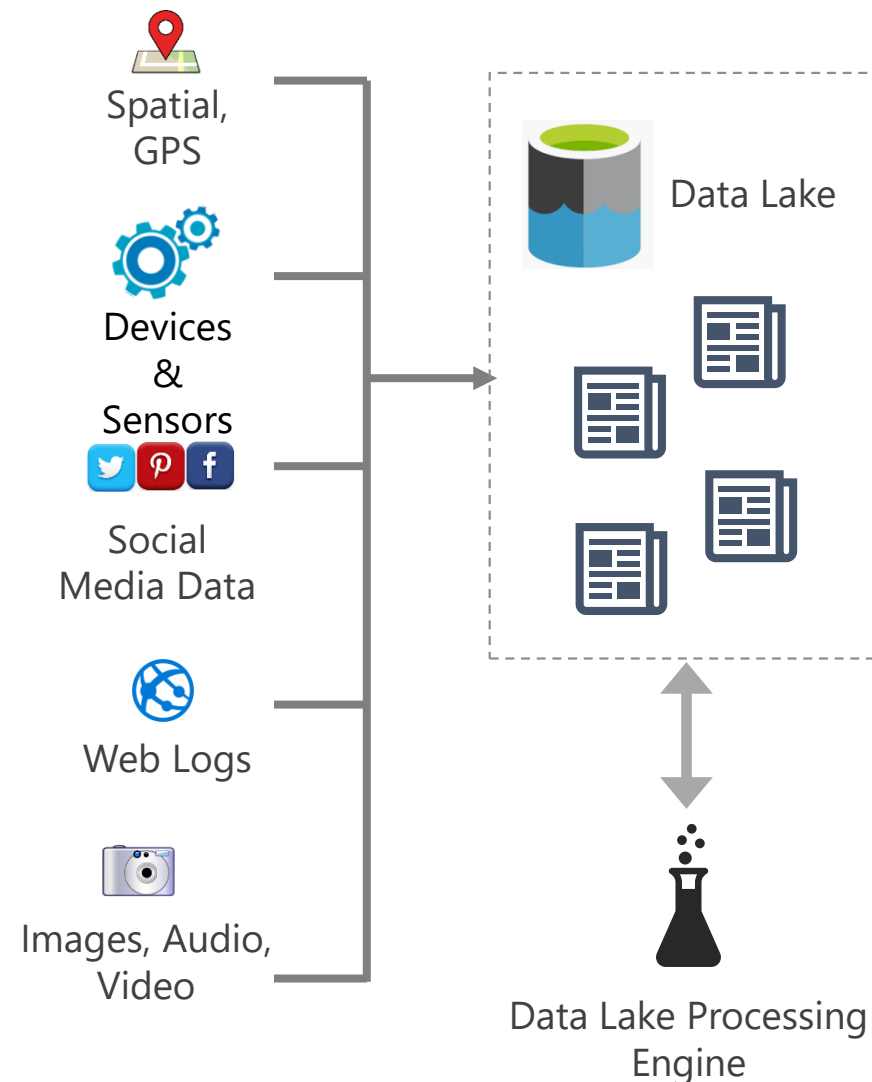 Spatial,
GPS
Devices
&
Sensors
Social
Media Data
Web Logs
Images, Audio,
Video
Data Lake
Data Lake Processing
Engine